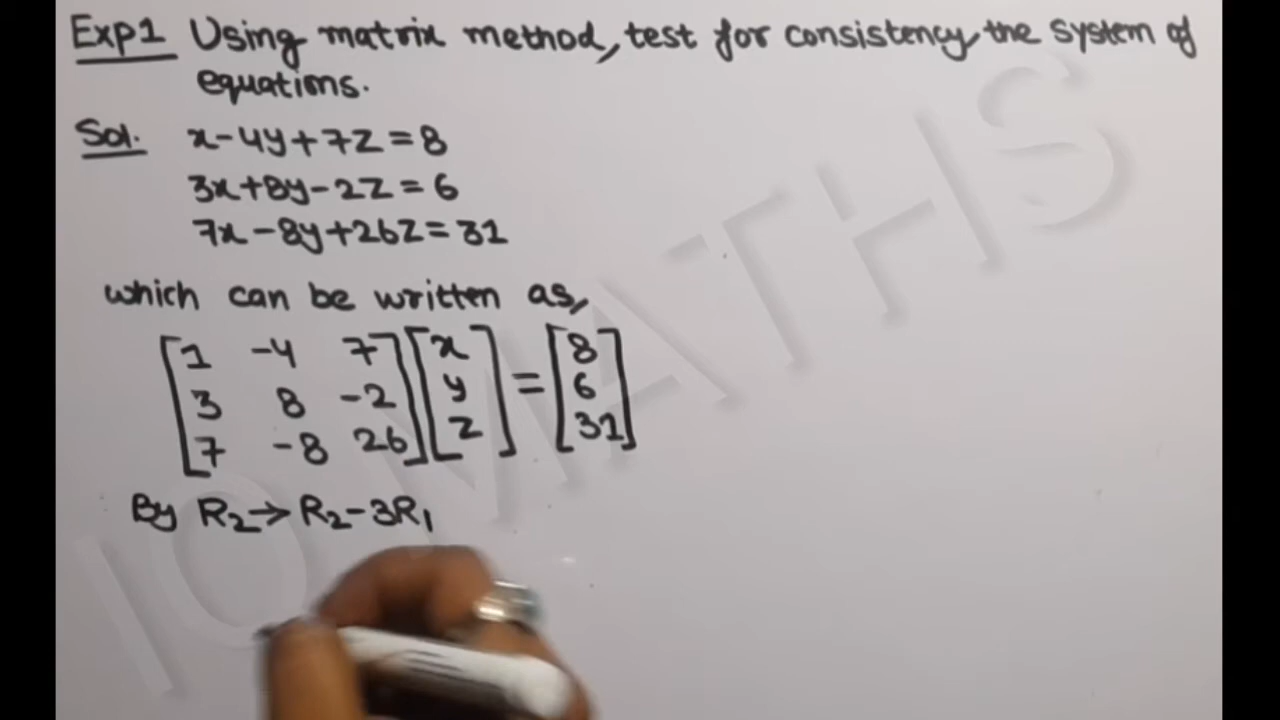 Exp1 Using matrix method, test for consistency, the system of
equations.
Sol. x-4y+7z=8
3x+8y-2z=6
7x-8y+26z=31
which can be written as,
[1 -4 7] [x] = [8]
[3 8 -2] [y] [6]
[7 -8 26] [z] [31]
By R₂→R₂-3R₁
IQ MATHS